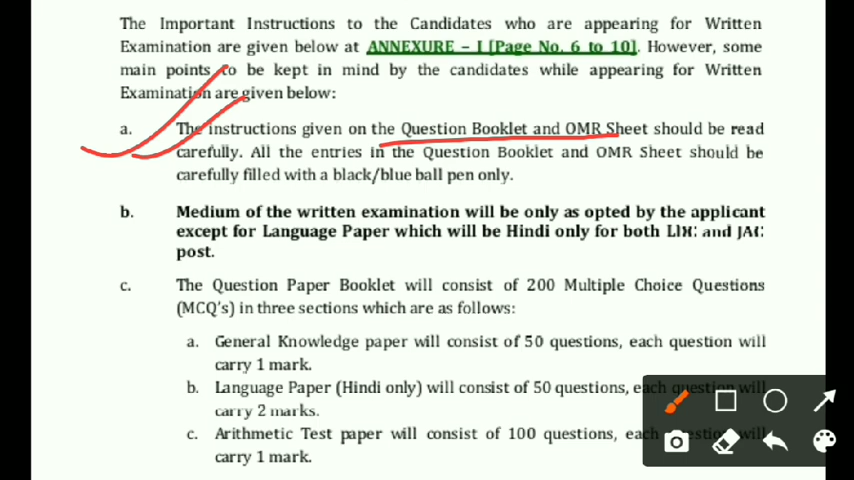 The Important Instructions to the Candidates who are appearing for Written
Examination are given below at ANNEXURE – I [Page No. 6 to 10]. However, some
main points to be kept in mind by the candidates while appearing for Written
Examination are given below:
a. The instructions given on the Question Booklet and OMR Sheet should be read
carefully. All the entries in the Question Booklet and OMR Sheet should be
carefully filled with a black/blue ball pen only.
b. Medium of the written examination will be only as opted by the applicant
except for Language Paper which will be Hindi only for both and
post.
c. The Question Paper Booklet will consist of 200 Multiple Choice Questions
(MCQ's) in three sections which are as follows:
a. General Knowledge paper will consist of 50 questions, each question will
carry 1 mark.
b. Language Paper (Hindi only) will consist of 50 questions, each question will
carry 2 marks.
c. Arithmetic Test paper will consist of 100 questions, each question will
carry 1 mark.